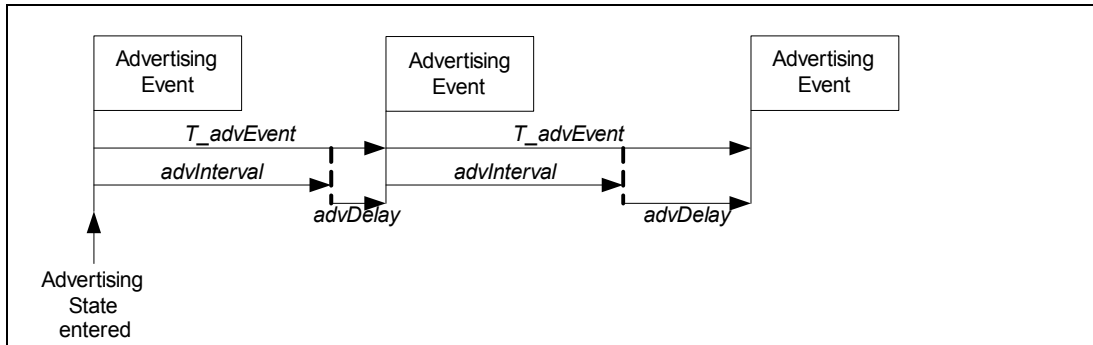 Advertising
Event
Advertising
Event
Advertising
Event
T_advEvent
T_advEvent
advInterval
advInterval
advDelay
advDelay
Advertising
State
entered